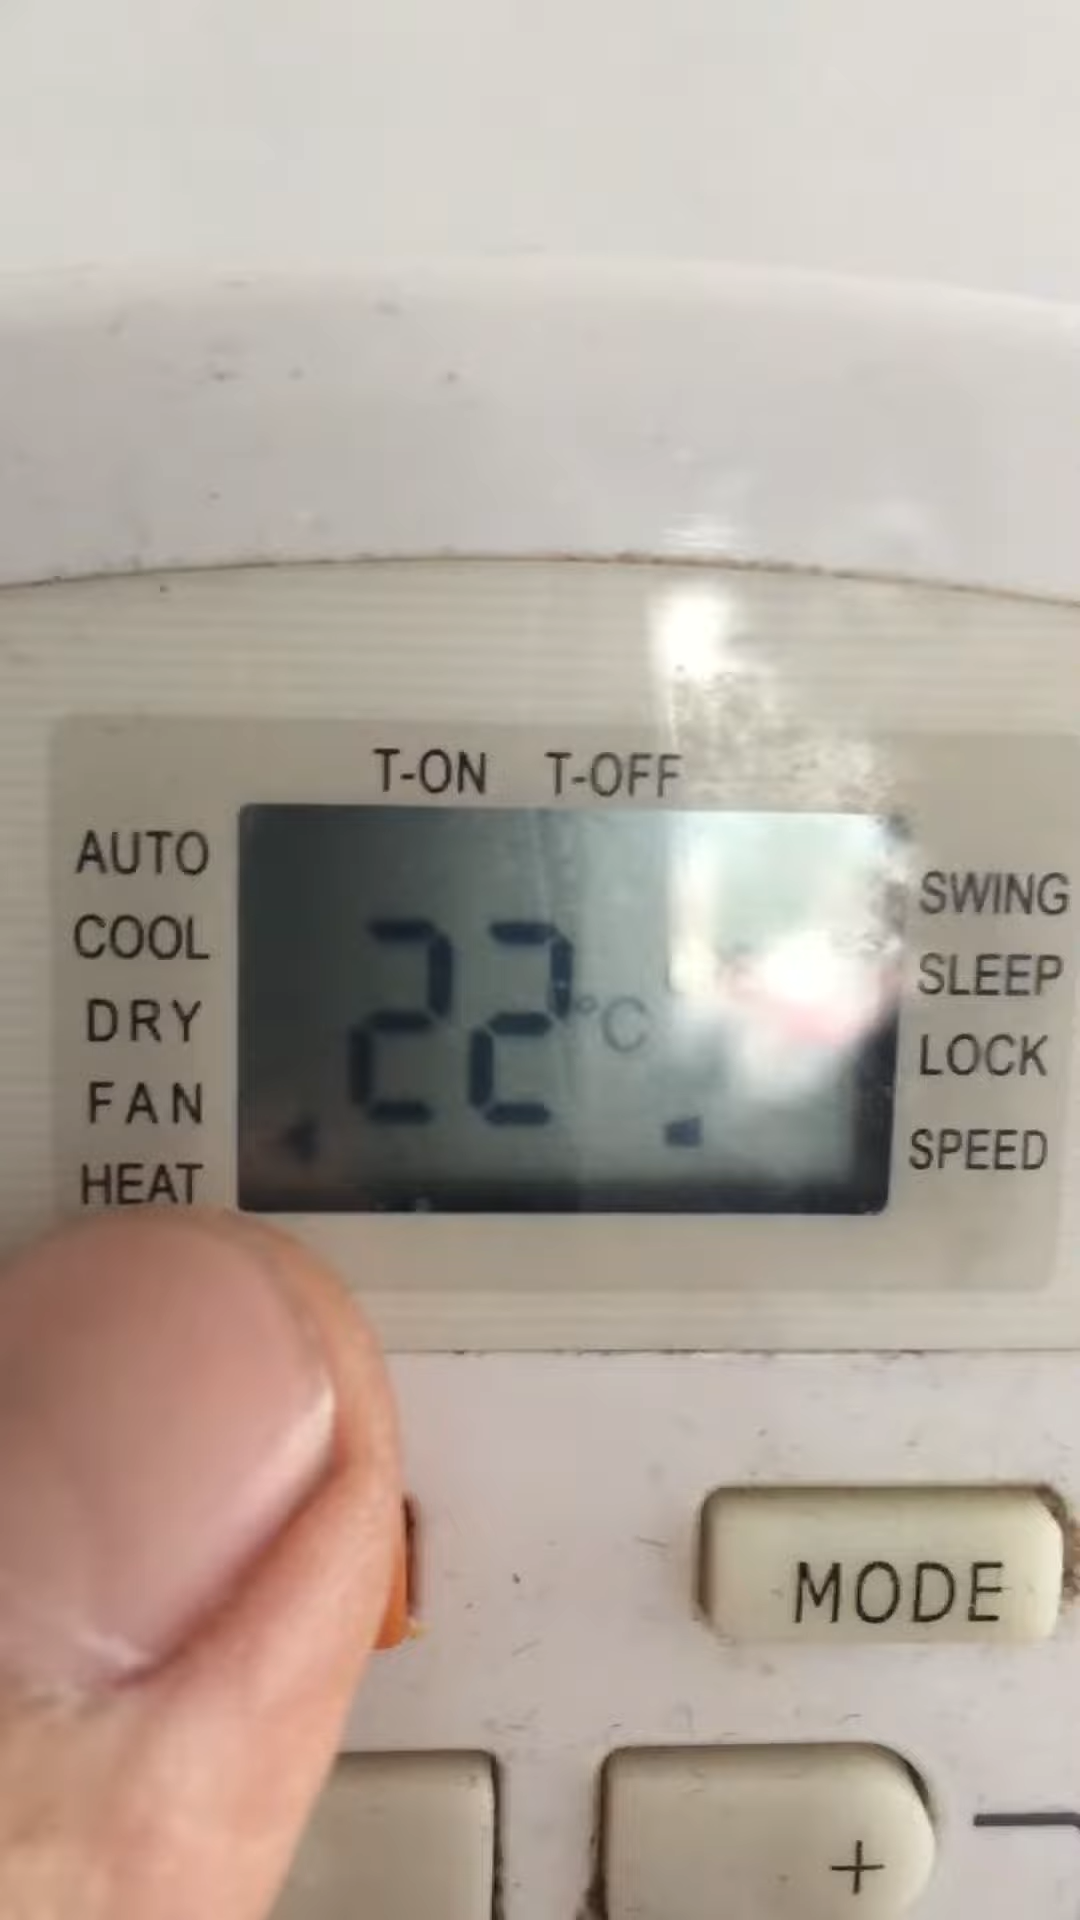 T-ON T-OFF
AUTO
COOL
DRY
FAN
HEAT
22 °C
SWING
SLEEP
LOCK
SPEED
MODE
+